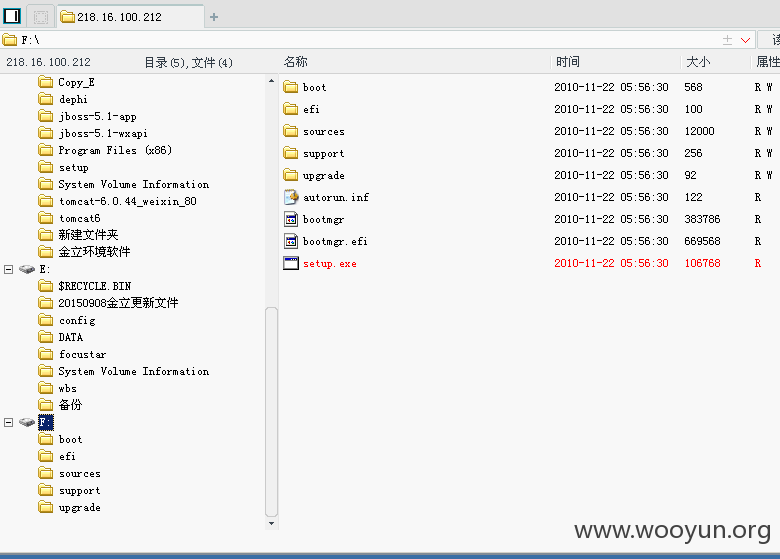 218.16.100.212
F:\
读
218.16.100.212 目录(5),文件(4)
Copy_E
dephi
jboss-5.1-app
jboss-5.1-wxapi
Program Files (x86)
setup
System Volume Information
tomcat-6.0.44_weixin_80
tomcat6
新建文件夹
金立环境软件
E:
$RECYCLE.BIN
20150908金立更新文件
config
DATA
focustar
System Volume Information
wbs
备份
F:
boot
efi
sources
support
upgrade
名称 时间 大小 属性
boot 2010-11-22 05:56:30 568 R W
efi 2010-11-22 05:56:30 100 R W
sources 2010-11-22 05:56:30 12000 R W
support 2010-11-22 05:56:30 256 R W
upgrade 2010-11-22 05:56:30 92 R W
autorun.inf 2010-11-22 05:56:30 122 R
bootmgr 2010-11-22 05:56:30 383786 R
bootmgr.efi 2010-11-22 05:56:30 669568 R
setup.exe 2010-11-22 05:56:30 106768 R
www.wooyun.org